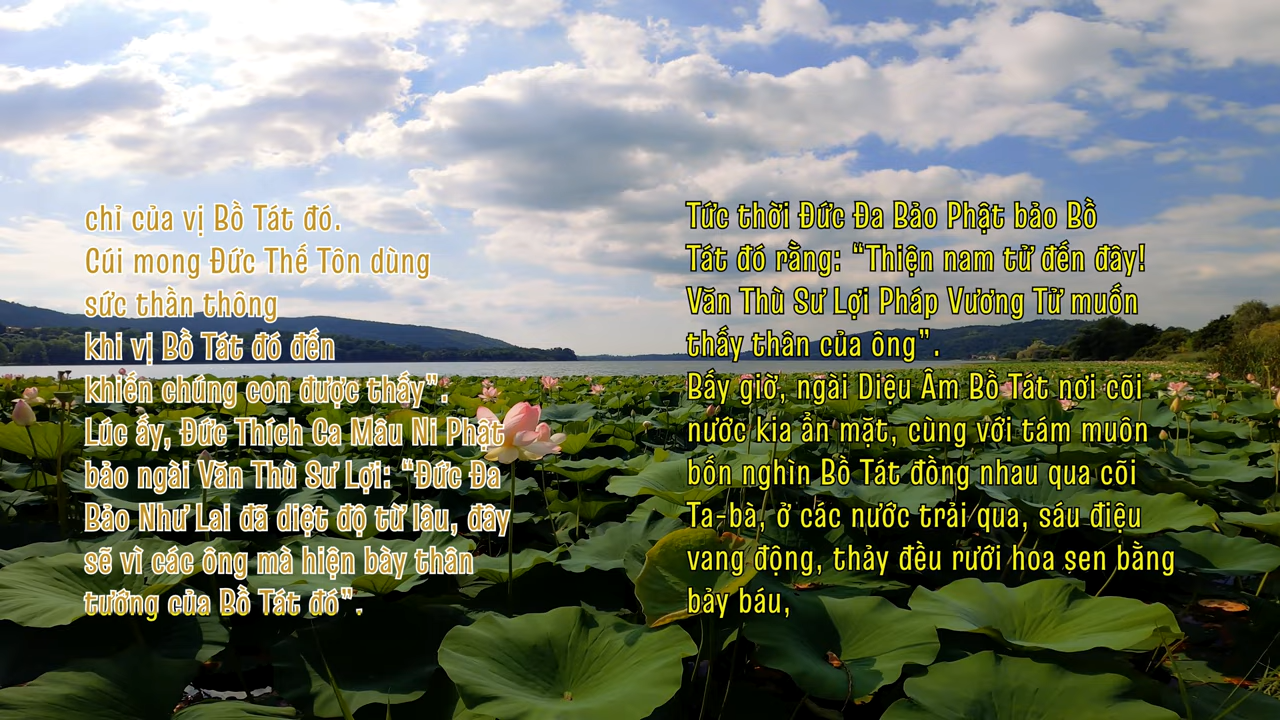 chỉ của vị Bồ Tát đó.
Cúi mong Đức Thế Tôn dùng
sức thần thông
khi vị Bồ Tát đó đến
khiến chúng con được thấy”.
Lúc ấy, Đức Thích Ca Mâu Ni Phật
bảo ngài Văn Thù Sư Lợi: “Đức Đa
Bảo Như Lai đã diệt độ từ lâu, đây
sẽ vì các ông mà hiện bày thân
tướng của Bồ Tát đó”.
Tức thời Đức Đa Bảo Phật bảo Bồ
Tát đó rằng: “Thiện nam tử đến đây!
Văn Thù Sư Lợi Pháp Vương Tử muốn
thấy thân của ông”.
Bấy giờ, ngài Diệu Âm Bồ Tát nơi cõi
nước kia ẩn mặt, cùng với tám muôn
bốn nghìn Bồ Tát đồng nhau qua cõi
Ta-bà, ở các nước trải qua, sáu điệu
vang động, thảy đều rưới hoa sen bằng
bảy báu,